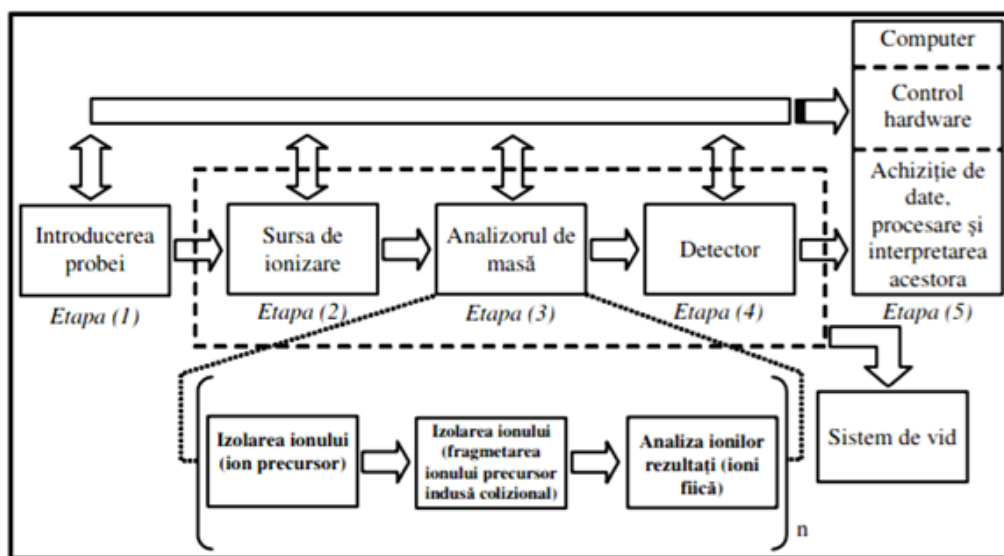 Computer
Control
hardware
Achiziție de
date,
procesare și
interpretarea
acestora
Introducerea
probei
Sursa de
ionizare
Analizorul de
masă
Detector
Etapa (1)
Etapa (2)
Etapa (3)
Etapa (4)
Etapa (5)
Izolarea ionului
(ion precursor)
Izolarea ionului
(fragmetarea
ionului precursor
indusă colizional)
Analiza ionilor
rezultați (ioni
fiică)
Sistem de vid
n